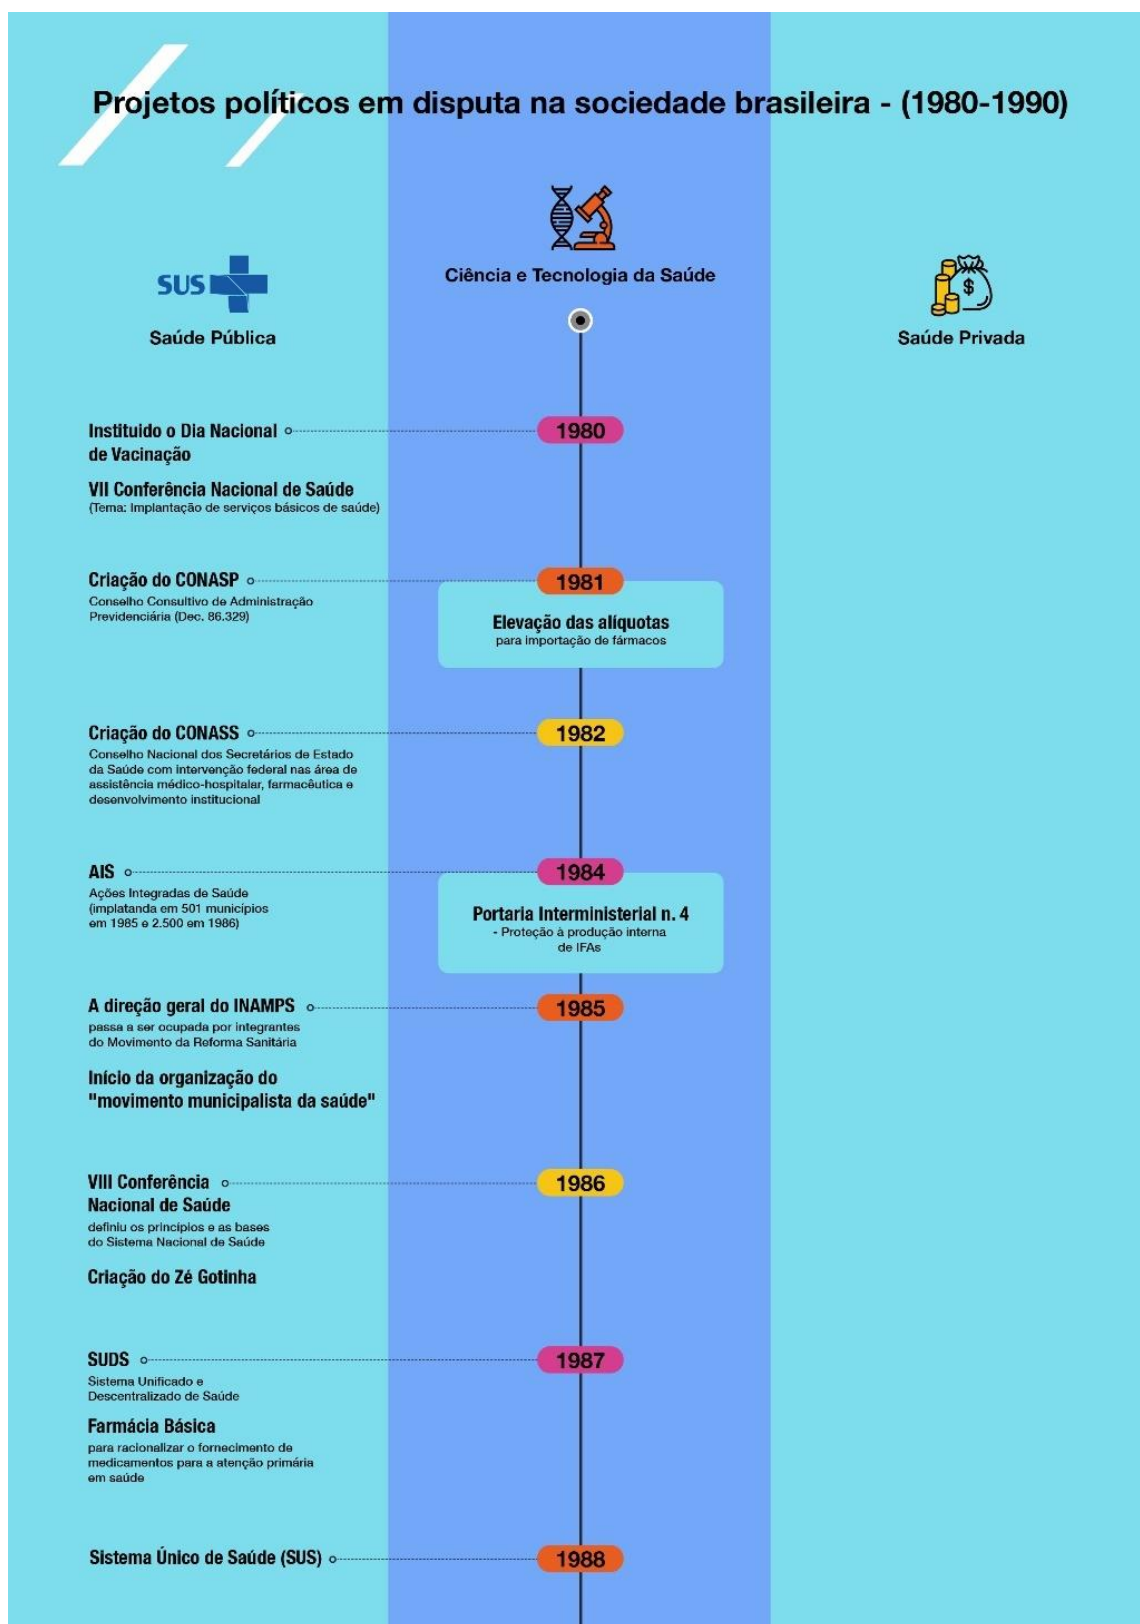 Projetos políticos em disputa na sociedade brasileira - (1980-1990)
Ciência e Tecnologia da Saúde
SUS
Saúde Pública
$
Saúde Privada
1980
Instituido o Dia Nacional
de Vacinação
VII Conferência Nacional de Saúde
(Tema: Implantação de serviços básicos de saúde)
1981
Criação do CONASP
Conselho Consultivo de Administração
Previdenciária (Dec. 86.329)
Elevação das alíquotas
para importação de fármacos
1982
Criação do CONASS
Conselho Nacional dos Secretários de Estado
da Saúde com intervenção federal nas área de
assistência médico-hospitalar, farmacêutica e
desenvolvimento institucional
1984
AIS
Ações Integradas de Saúde
(implatanda em 501 municípios
em 1985 e 2.500 em 1986)
Portaria Interministerial n. 4
- Proteção à produção interna
de IFAs
1985
A direção geral do INAMPS
passa a ser ocupada por integrantes
do Movimento da Reforma Sanitária
Início da organização do
"movimento municipalista da saúde"
1986
VIII Conferência
Nacional de Saúde
definiu os princípios e as bases
do Sistema Nacional de Saúde
Criação do Zé Gotinha
1987
SUDS
Sistema Unificado e
Descentralizado de Saúde
Farmácia Básica
para racionalizar o fornecimento de
medicamentos para a atenção primária
em saúde
1988
Sistema Único de Saúde (SUS)